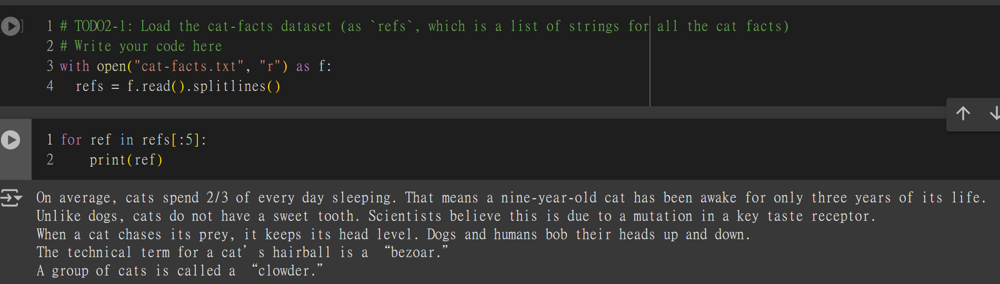 1 # TODO2-1: Load the cat-facts dataset (as `refs`, which is a list of strings for all the cat facts)
2 # Write your code here
3 with open("cat-facts.txt", "r") as f:
4   refs = f.read().splitlines()
1 for ref in refs[:5]:
2     print(ref)
On average, cats spend 2/3 of every day sleeping. That means a nine-year-old cat has been awake for only three years of its life.
Unlike dogs, cats do not have a sweet tooth. Scientists believe this is due to a mutation in a key taste receptor.
When a cat chases its prey, it keeps its head level. Dogs and humans bob their heads up and down.
The technical term for a cat’s hairball is a “bezoar.”
A group of cats is called a “clowder.”